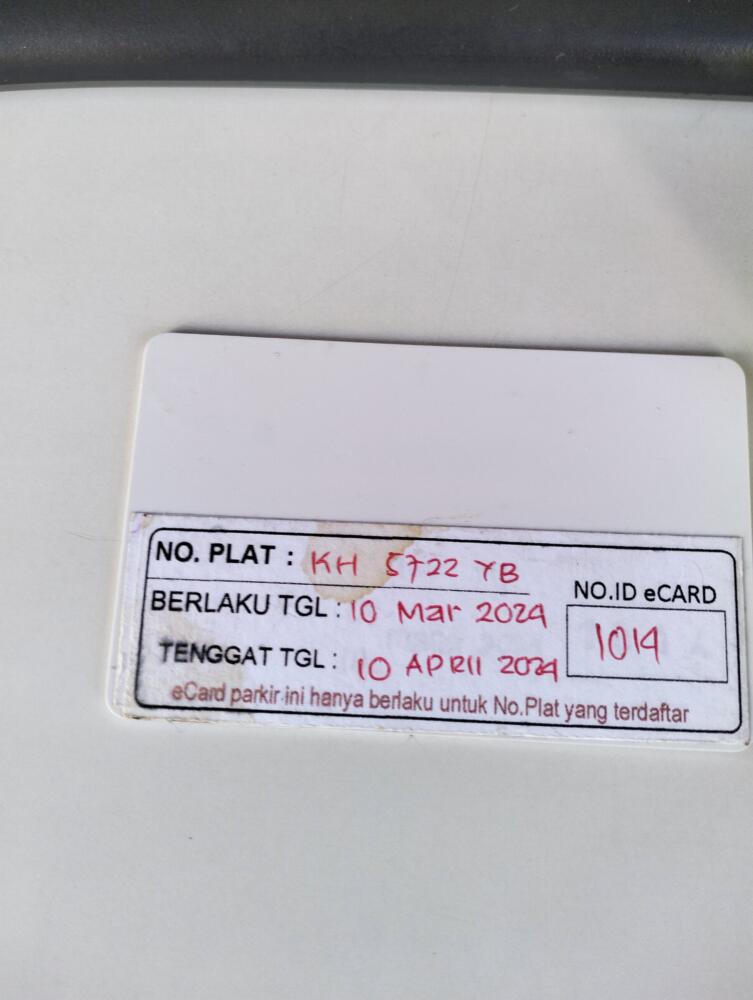 NO. PLAT : KH 5722 YB
BERLAKU TGL : 10 Mar 2024
TENGGAT TGL : 10 APRIl 2024
NO.ID eCARD
1014
eCard parkir ini hanya berlaku untuk No.Plat yang terdaftar